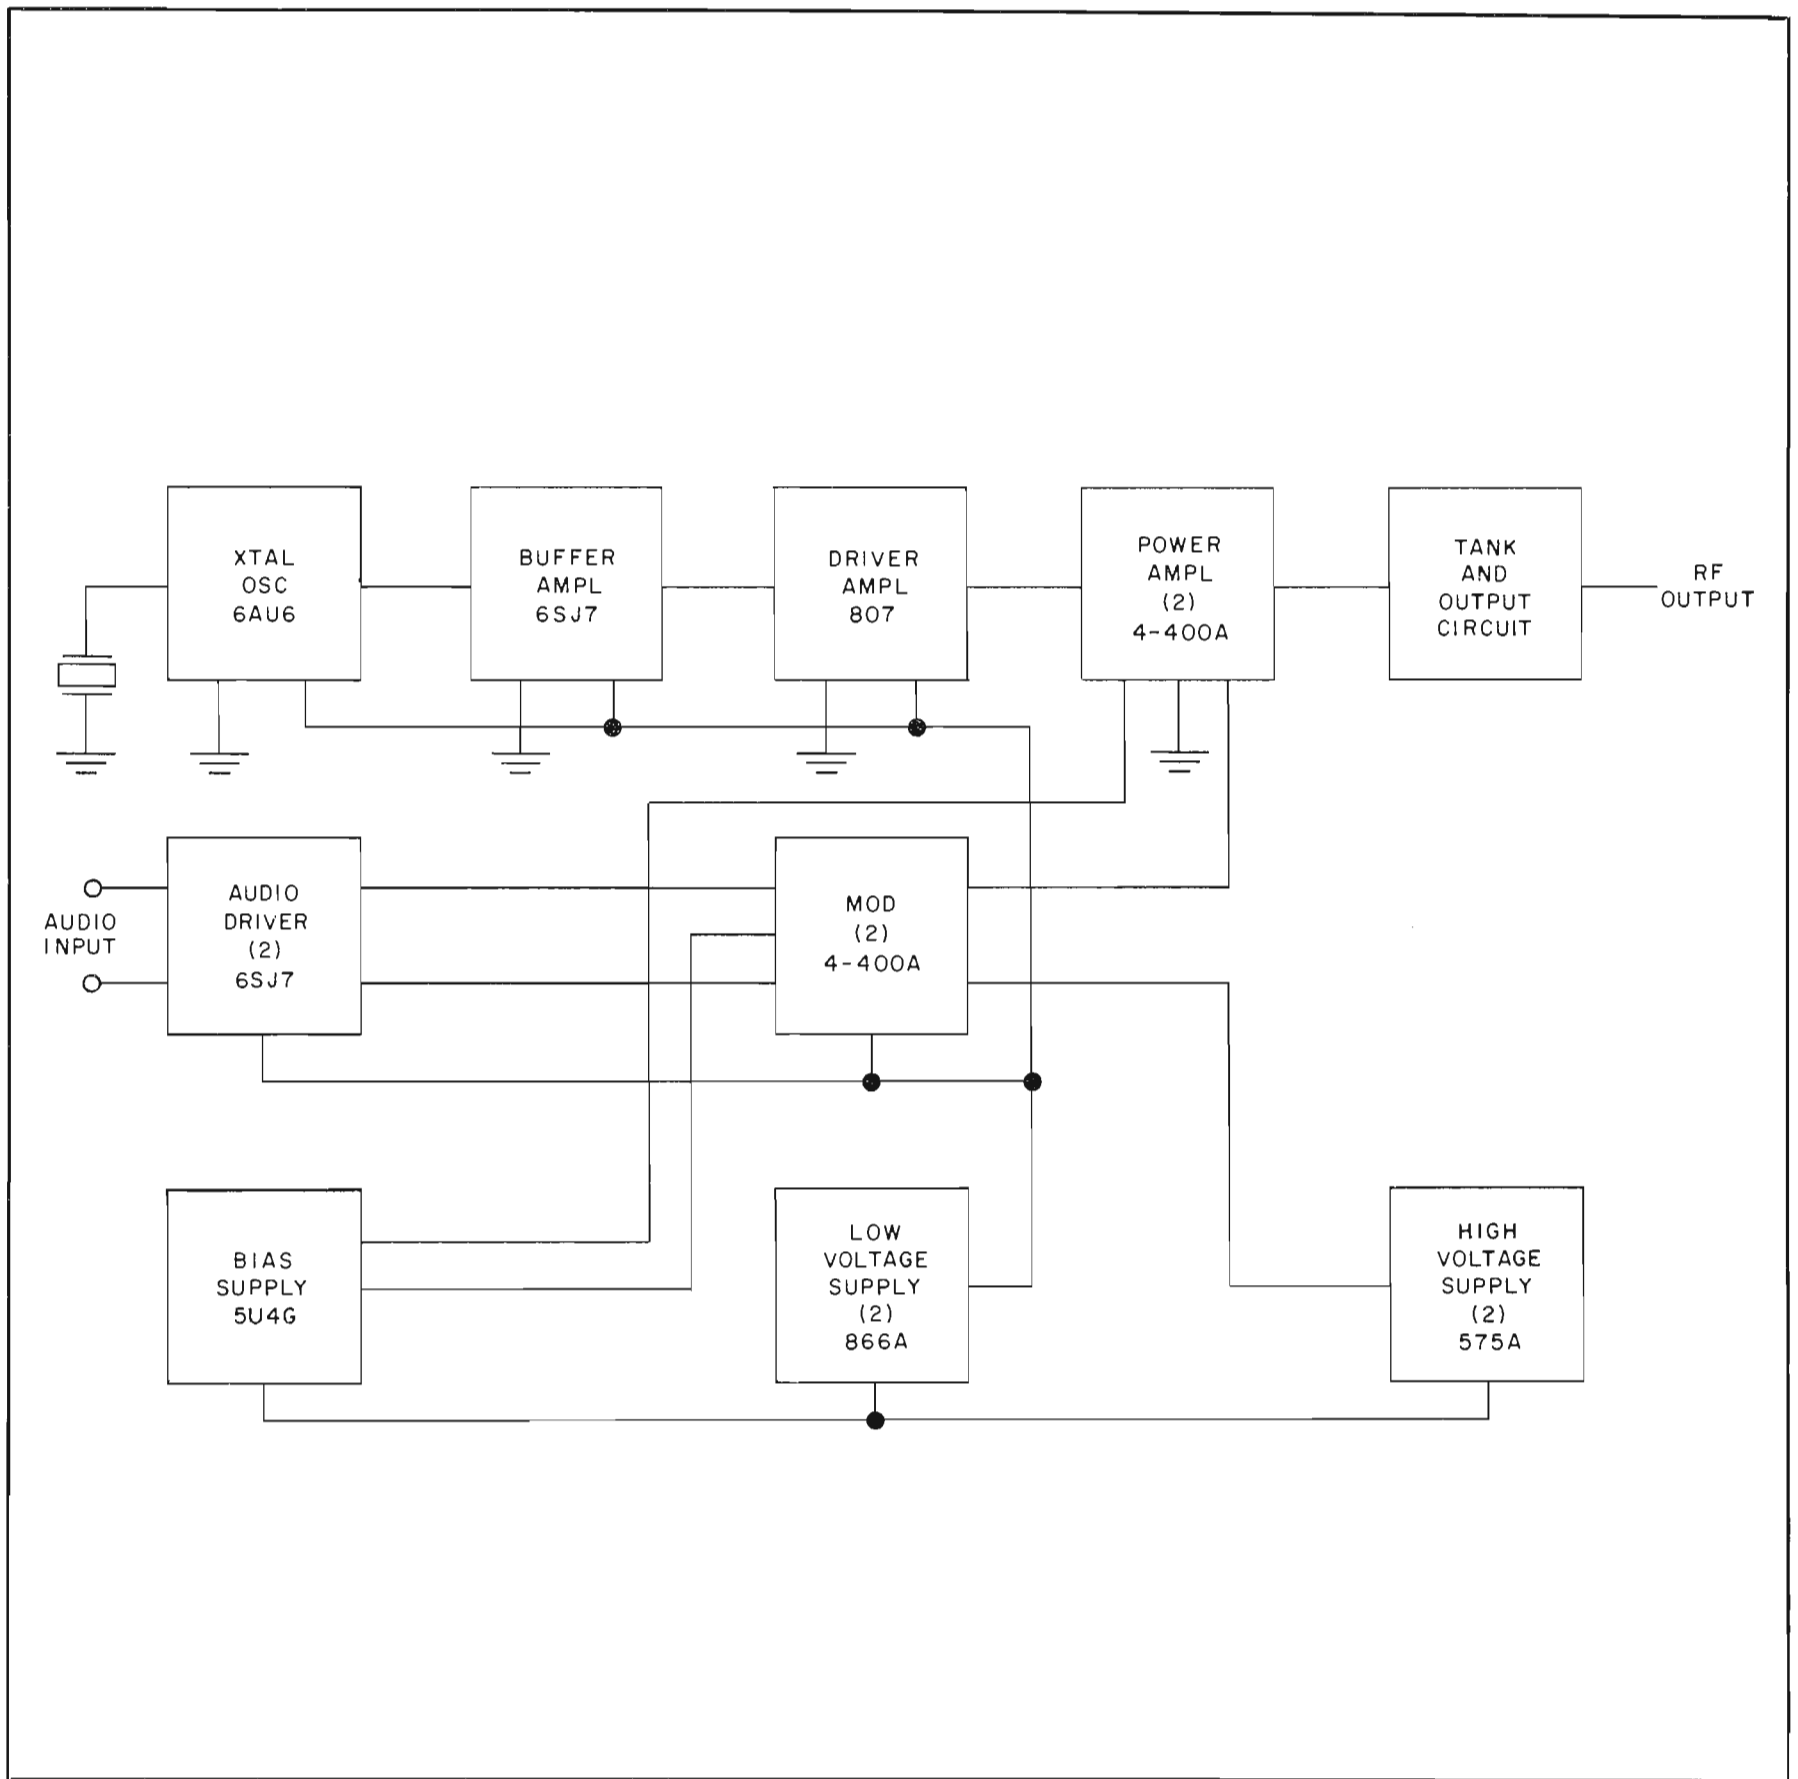 XTAL
OSC
6AU6
BUFFER
AMPL
6SJ7
DRIVER
AMPL
807
POWER
AMPL
(2)
4-400A
TANK
AND
OUTPUT
CIRCUIT
RF
OUTPUT
AUDIO
INPUT
AUDIO
DRIVER
(2)
6SJ7
MOD
(2)
4-400A
BIAS
SUPPLY
5U4G
LOW
VOLTAGE
SUPPLY
(2)
866A
HIGH
VOLTAGE
SUPPLY
(2)
575A